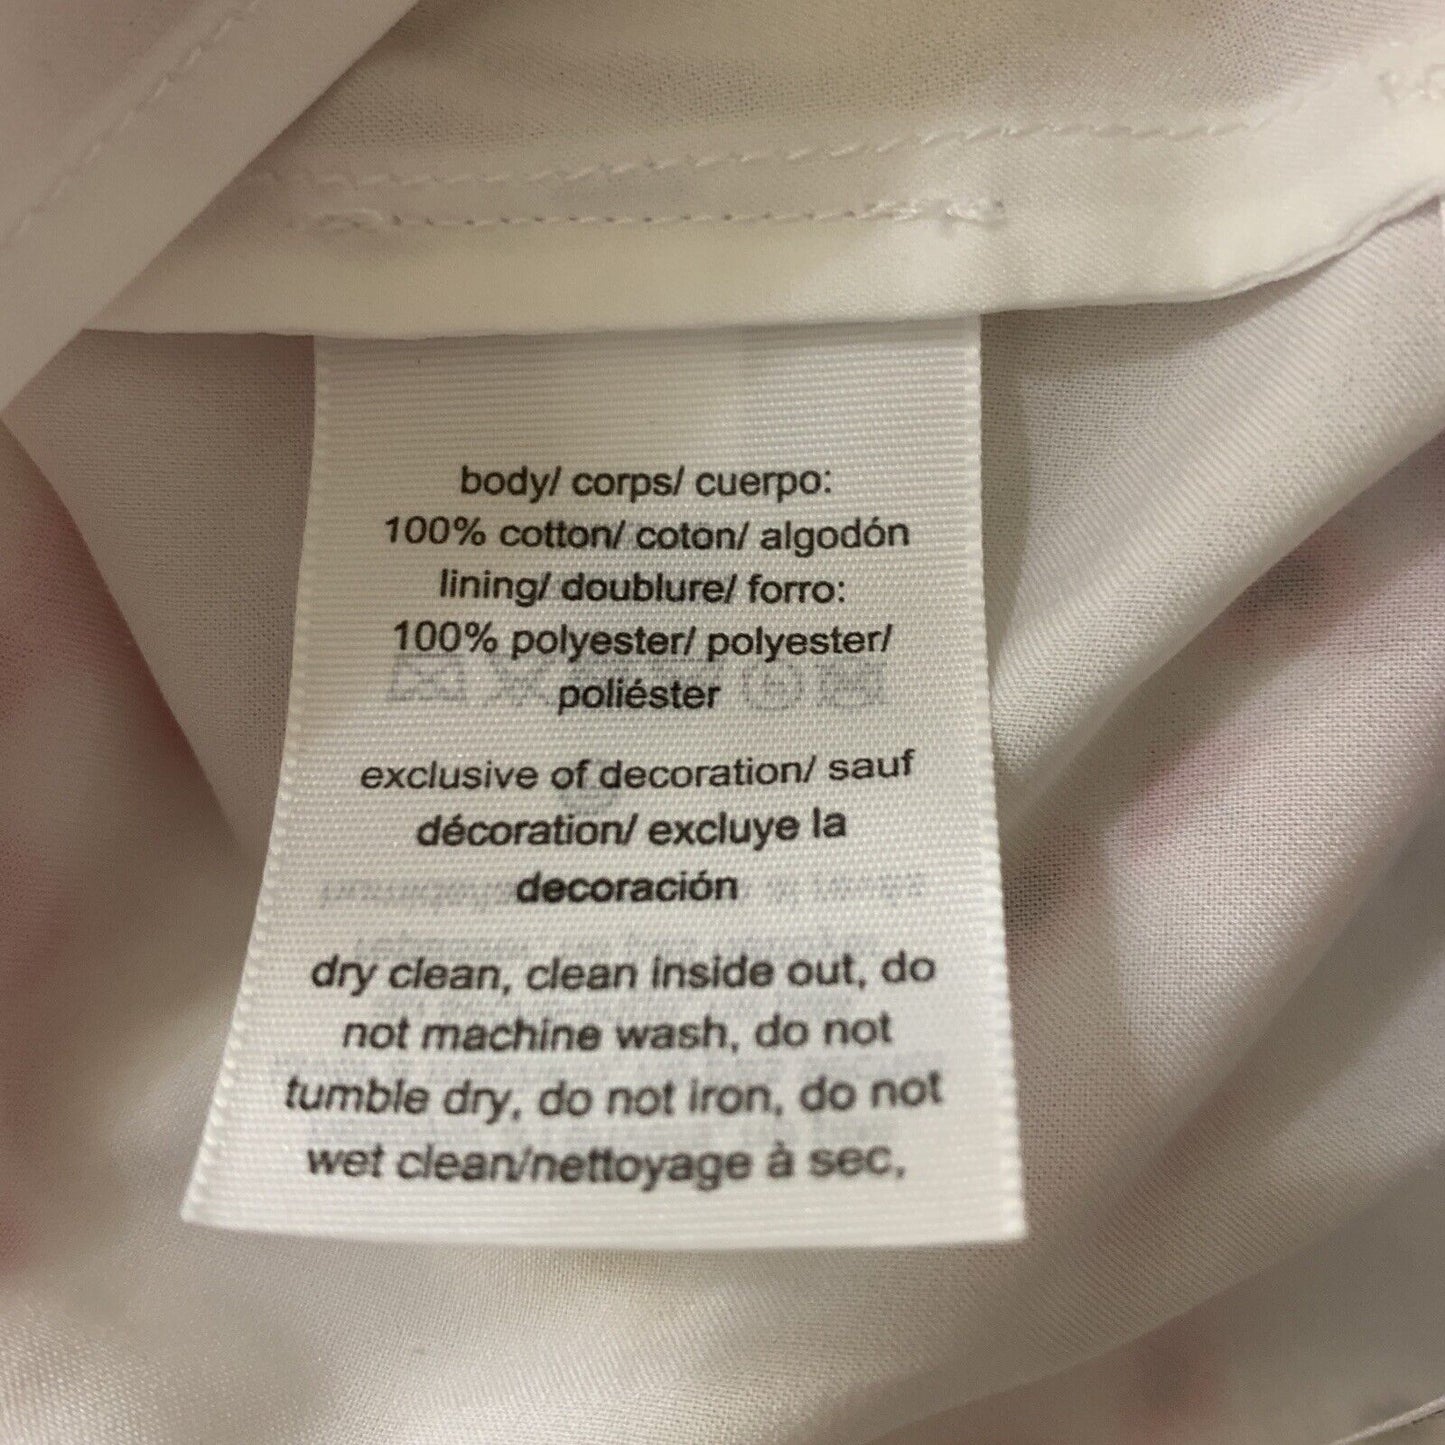 body/ corps/ cuerpo:
100% cotton/ coton/ algodón
lining/ doublure/ forro:
100% polyester/ polyester/
poliéster
exclusive of decoration/ sauf
décoration/ excluye la
decoración
dry clean, clean inside out, do
not machine wash, do not
tumble dry, do not iron, do not
wet clean/nettoyage à sec,